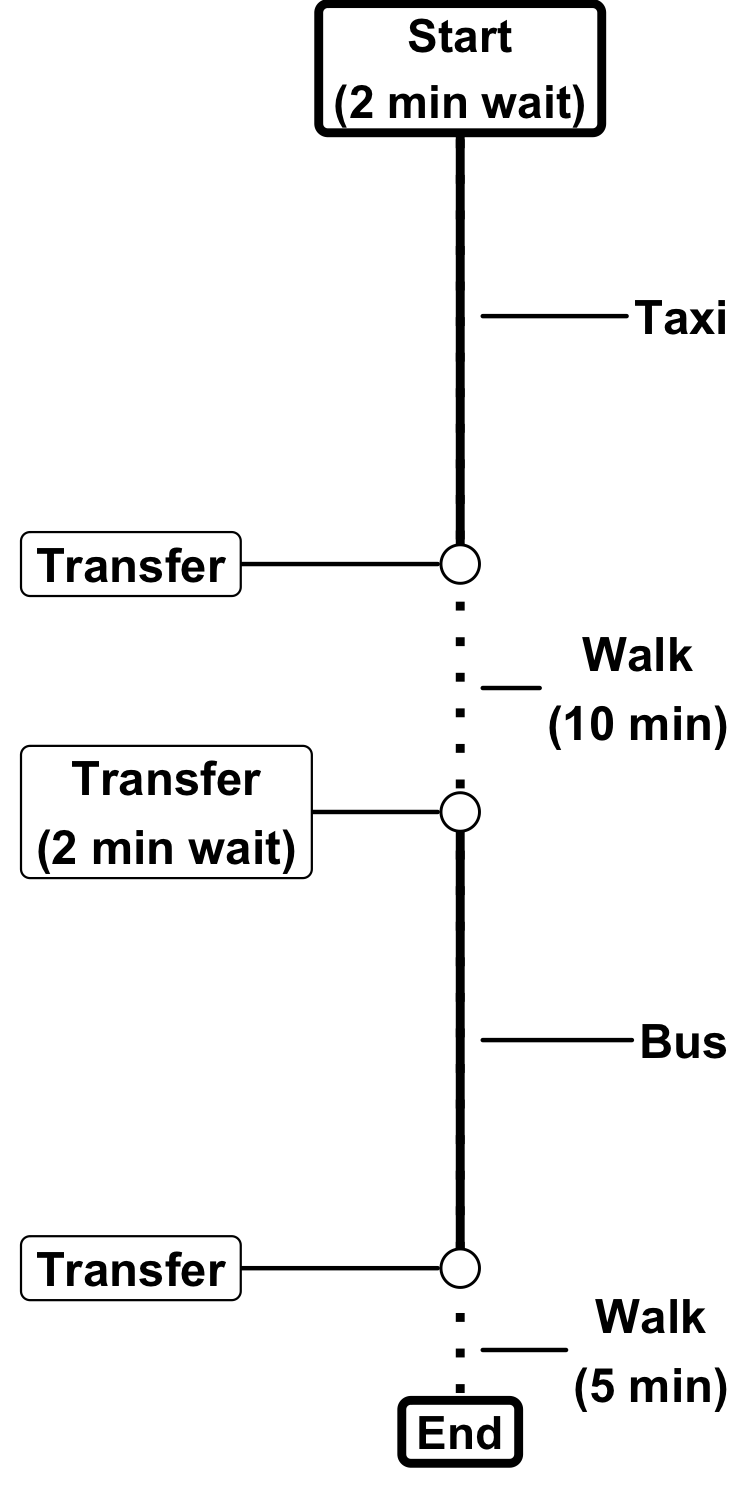 Start
(2 min wait)
Taxi
Transfer
Walk
(10 min)
Transfer
(2 min wait)
Bus
Transfer
Walk
(5 min)
End